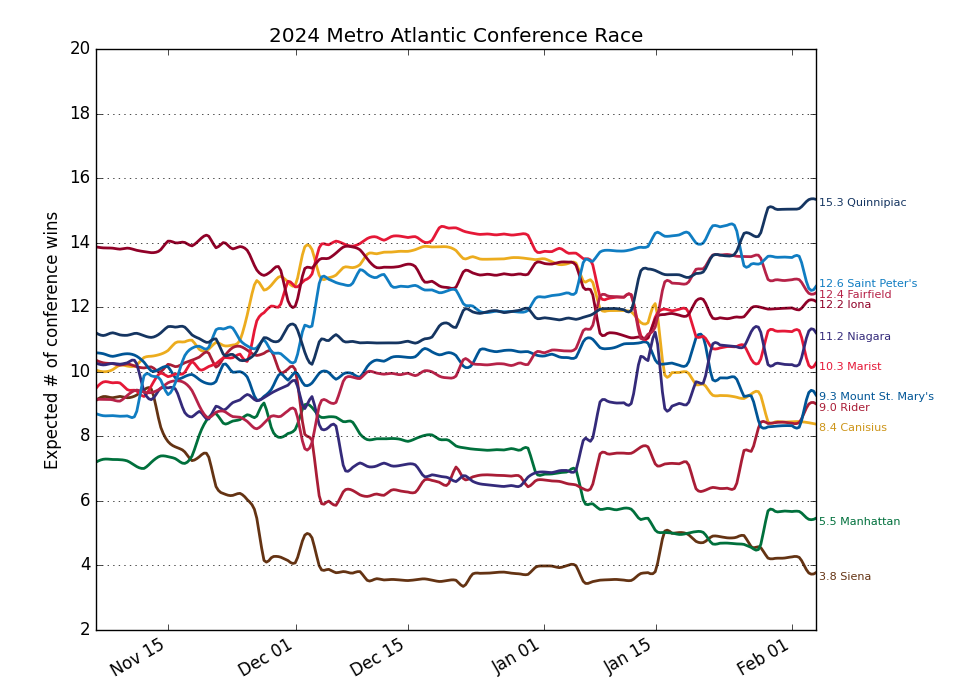 2024 Metro Atlantic Conference Race
Expected # of conference wins
20
18
16
14
12
10
8
6
4
2
Nov 15
Dec 01
Dec 15
Jan 01
Jan 15
Feb 01
15.3 Quinnipiac
12.6 Saint Peter's
12.4 Fairfield
12.2 Iona
11.2 Niagara
10.3 Marist
9.3 Mount St. Mary's
9.0 Rider
8.4 Canisius
5.5 Manhattan
3.8 Siena